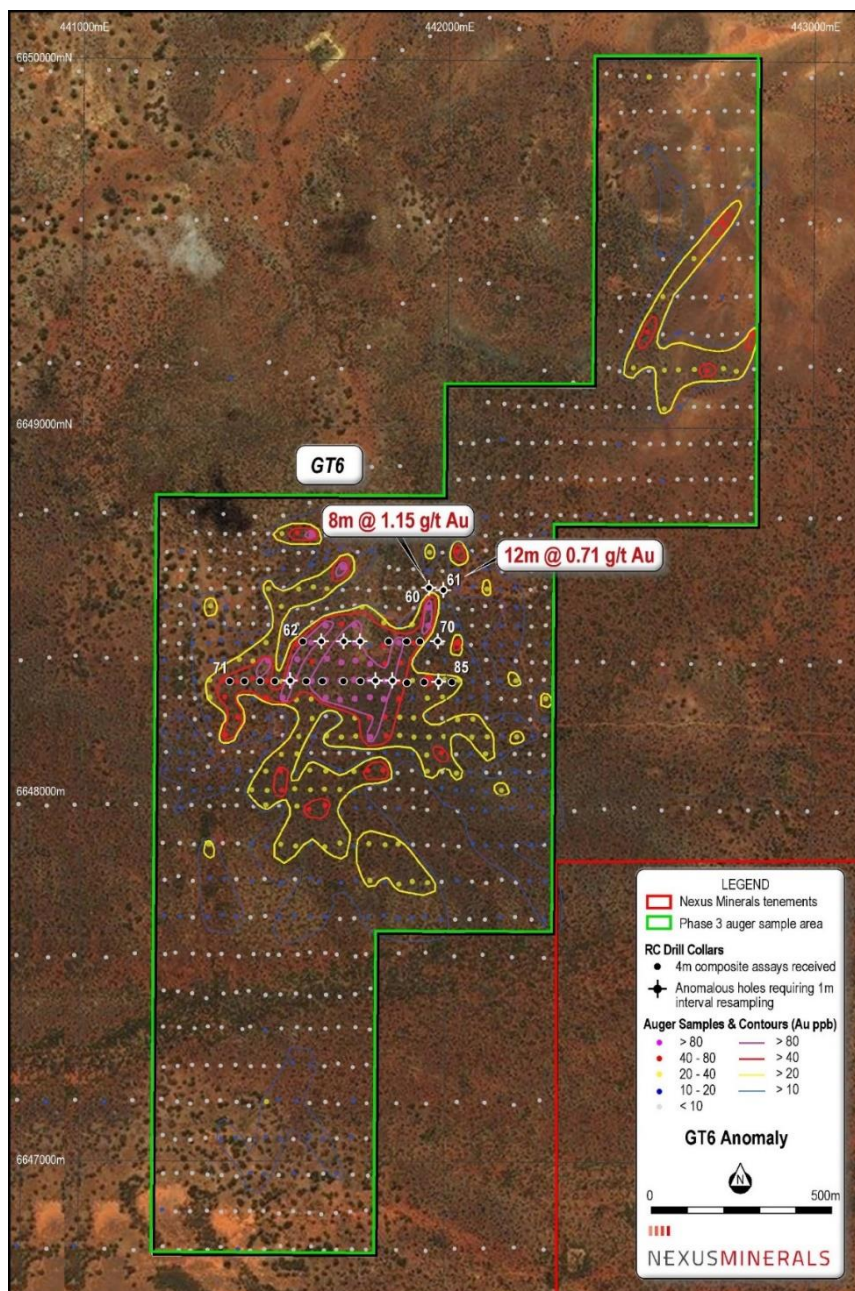 441000mE
442000mE
443000mE
6650000mN
6649000mN
GT6
8m @ 1.15 g/t Au
12m @ 0.71 g/t Au
60
61
62
70
71
85
6648000m
6647000m
LEGEND
Nexus Minerals tenements
Phase 3 auger sample area
RC Drill Collars
4m composite assays received
Anomalous holes requiring 1m
interval resampling
Auger Samples & Contours (Au ppb)
> 80 > 80
40 - 80 > 40
20 - 40 > 20
10 - 20 > 10
< 10
GT6 Anomaly
N
0 500m
NEXUSMINERALS